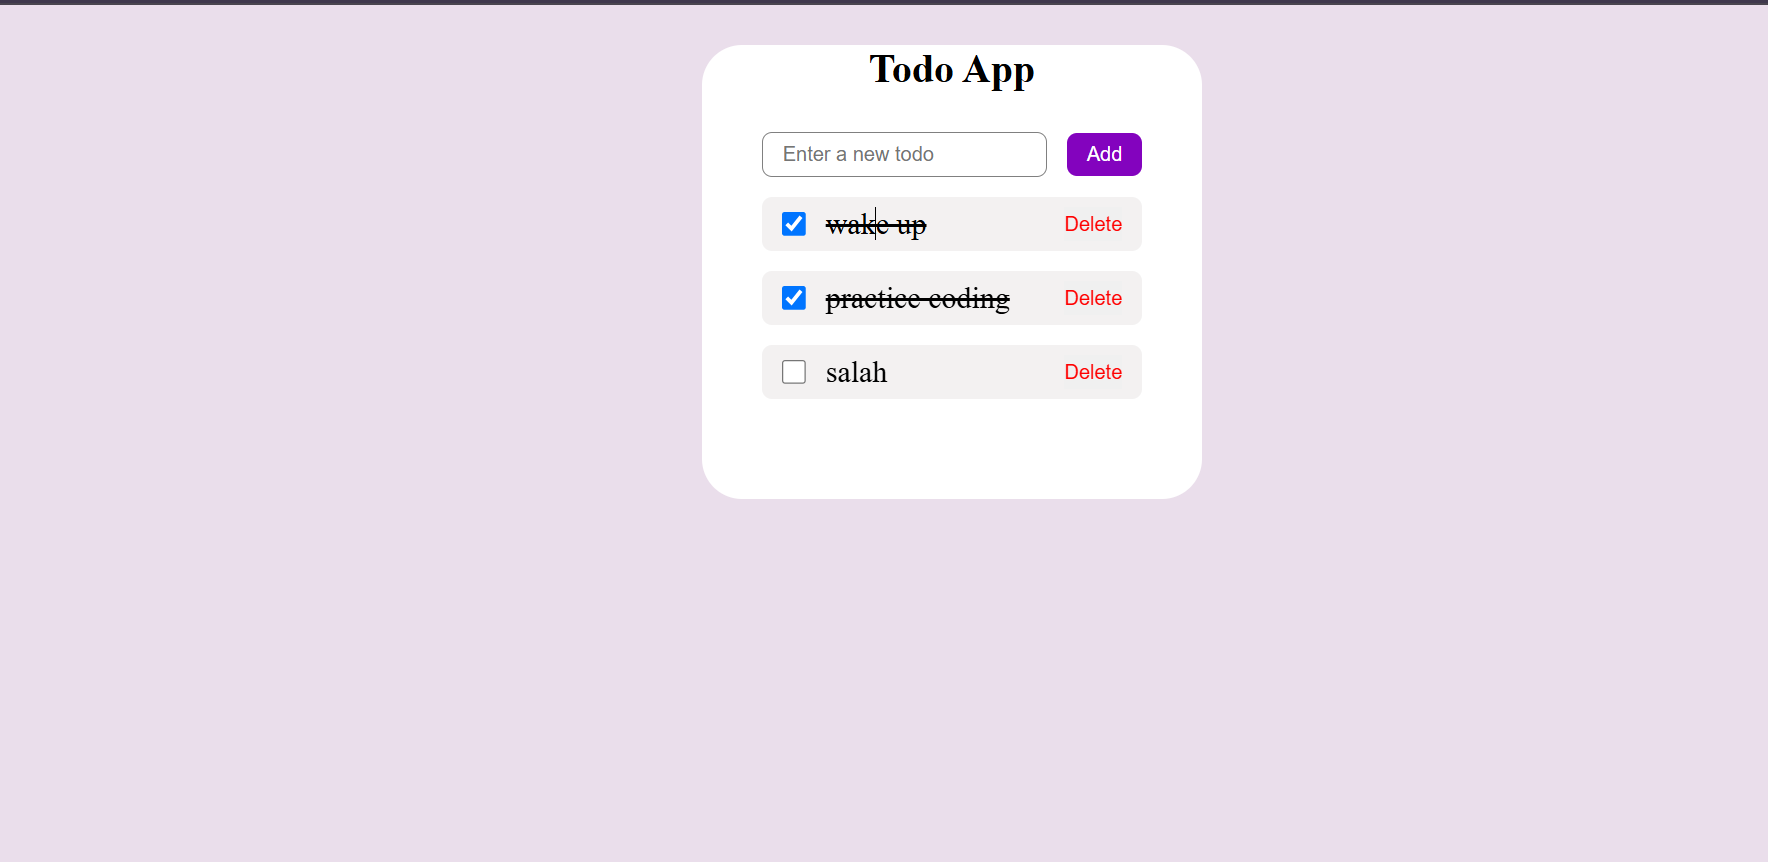 Todo App
Enter a new todo Add
wake up Delete
practice coding Delete
salah Delete